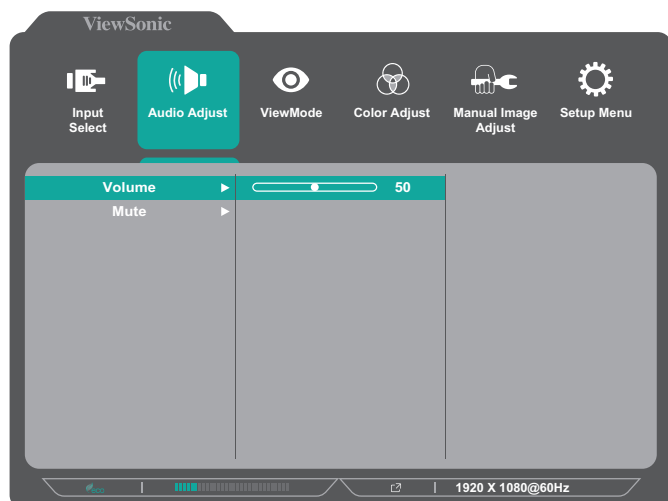 ViewSonic
Input
Select
Audio Adjust
ViewMode
Color Adjust
Manual Image
Adjust
Setup Menu
Volume
50
Mute
eco
1920 X 1080@60Hz